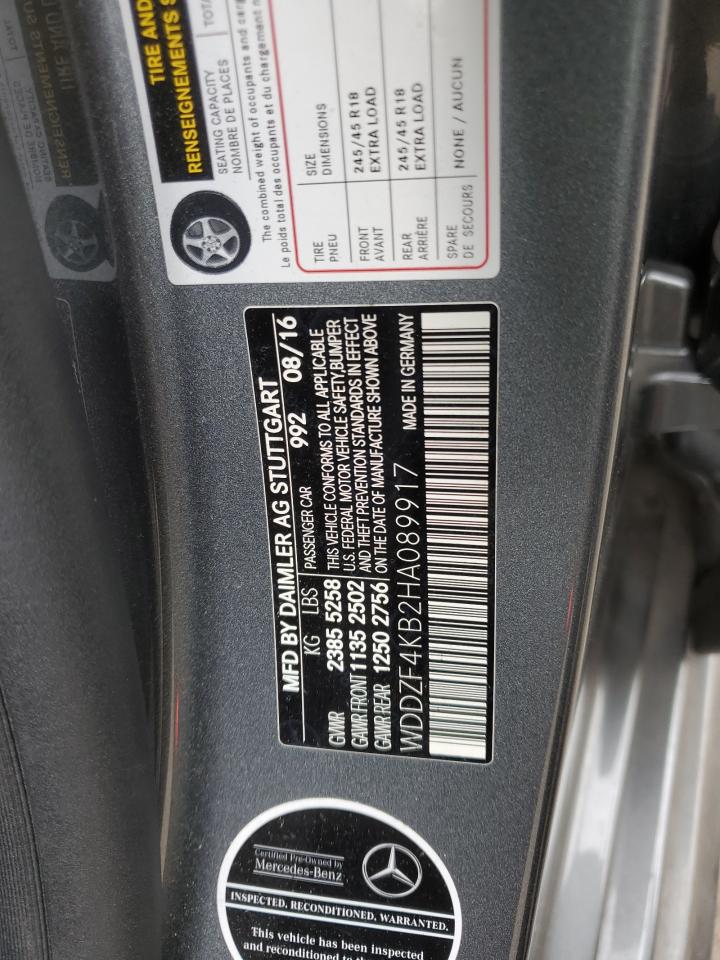 TIRE AND
RENSEIGNEMENTS S
SEATING CAPACITY
NOMBRE DE PLACES
TOTA
The combined weight of occupants and carg
Le poids total des occupants et du chargement
TIRE
PNEU
SIZE
DIMENSIONS
FRONT
AVANT
245/45 R18
EXTRA LOAD
REAR
ARRIÈRE
245/45 R18
EXTRA LOAD
SPARE
DE SECOURS
NONE / AUCUN
MFD BY DAIMLER AG STUTTGART
KG LBS PASSENGER CAR 992 08/16
GVWR 2385 5258
GAWR FRONT 1135 2502
GAWR REAR 1250 2756
THIS VEHICLE CONFORMS TO ALL APPLICABLE
U.S. FEDERAL MOTOR VEHICLE SAFETY,BUMPER
AND THEFT PREVENTION STANDARDS IN EFFECT
ON THE DATE OF MANUFACTURE SHOWN ABOVE
WDDZF4KB2HA089917 MADE IN GERMANY
Certified Pre-Owned by
Mercedes-Benz
INSPECTED, RECONDITIONED, WARRANTED.
This vehicle has been inspected
and reconditioned to the